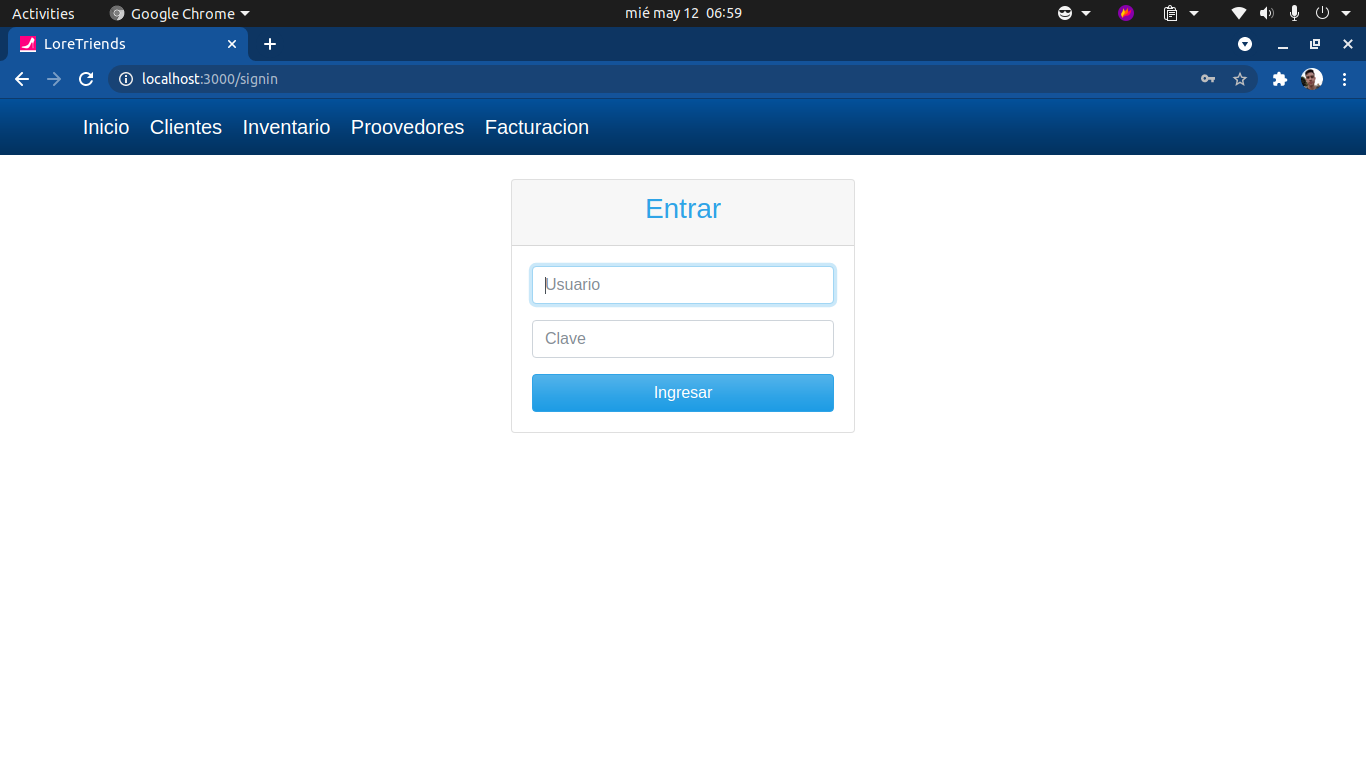 Activities Google Chrome mié may 12 06:59
LoreTriends
localhost:3000/signin
Inicio Clientes Inventario Proovedores Facturacion
Entrar
Usuario
Clave
Ingresar